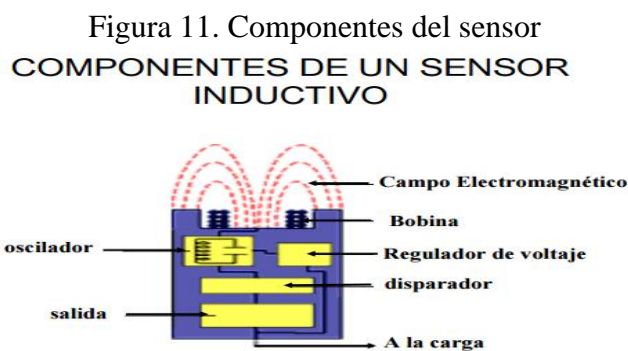 Figura 11. Componentes del sensor
COMPONENTES DE UN SENSOR
INDUCTIVO
Campo Electromagnético
Bobina
oscilador
Regulador de voltaje
disparador
salida
A la carga